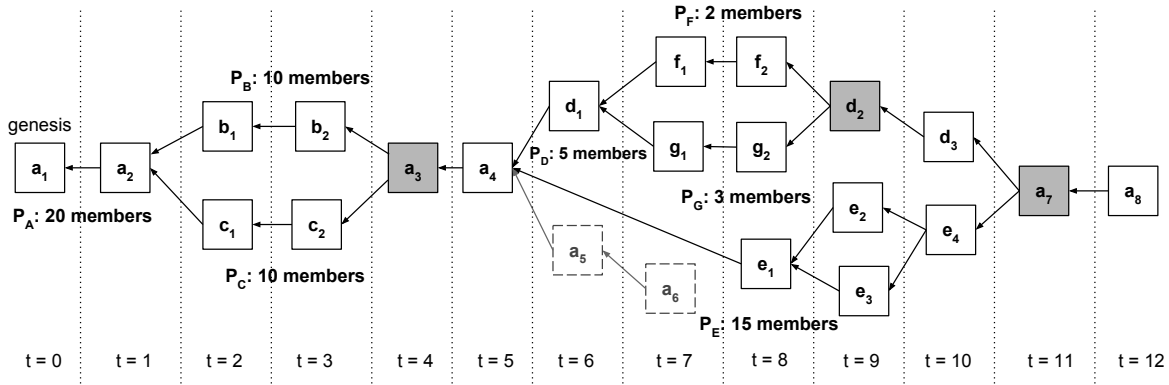 P_F: 2 members
f_1
f_2
P_B: 10 members
genesis
b_1
b_2
d_1
d_2
d_3
P_D: 5 members
g_1
g_2
a_1
a_2
a_3
a_4
P_G: 3 members
a_7
a_8
P_A: 20 members
c_1
c_2
e_2
e_4
P_C: 10 members
a_5
e_1
a_6
e_3
P_E: 15 members
t = 0
t = 1
t = 2
t = 3
t = 4
t = 5
t = 6
t = 7
t = 8
t = 9
t = 10
t = 11
t = 12